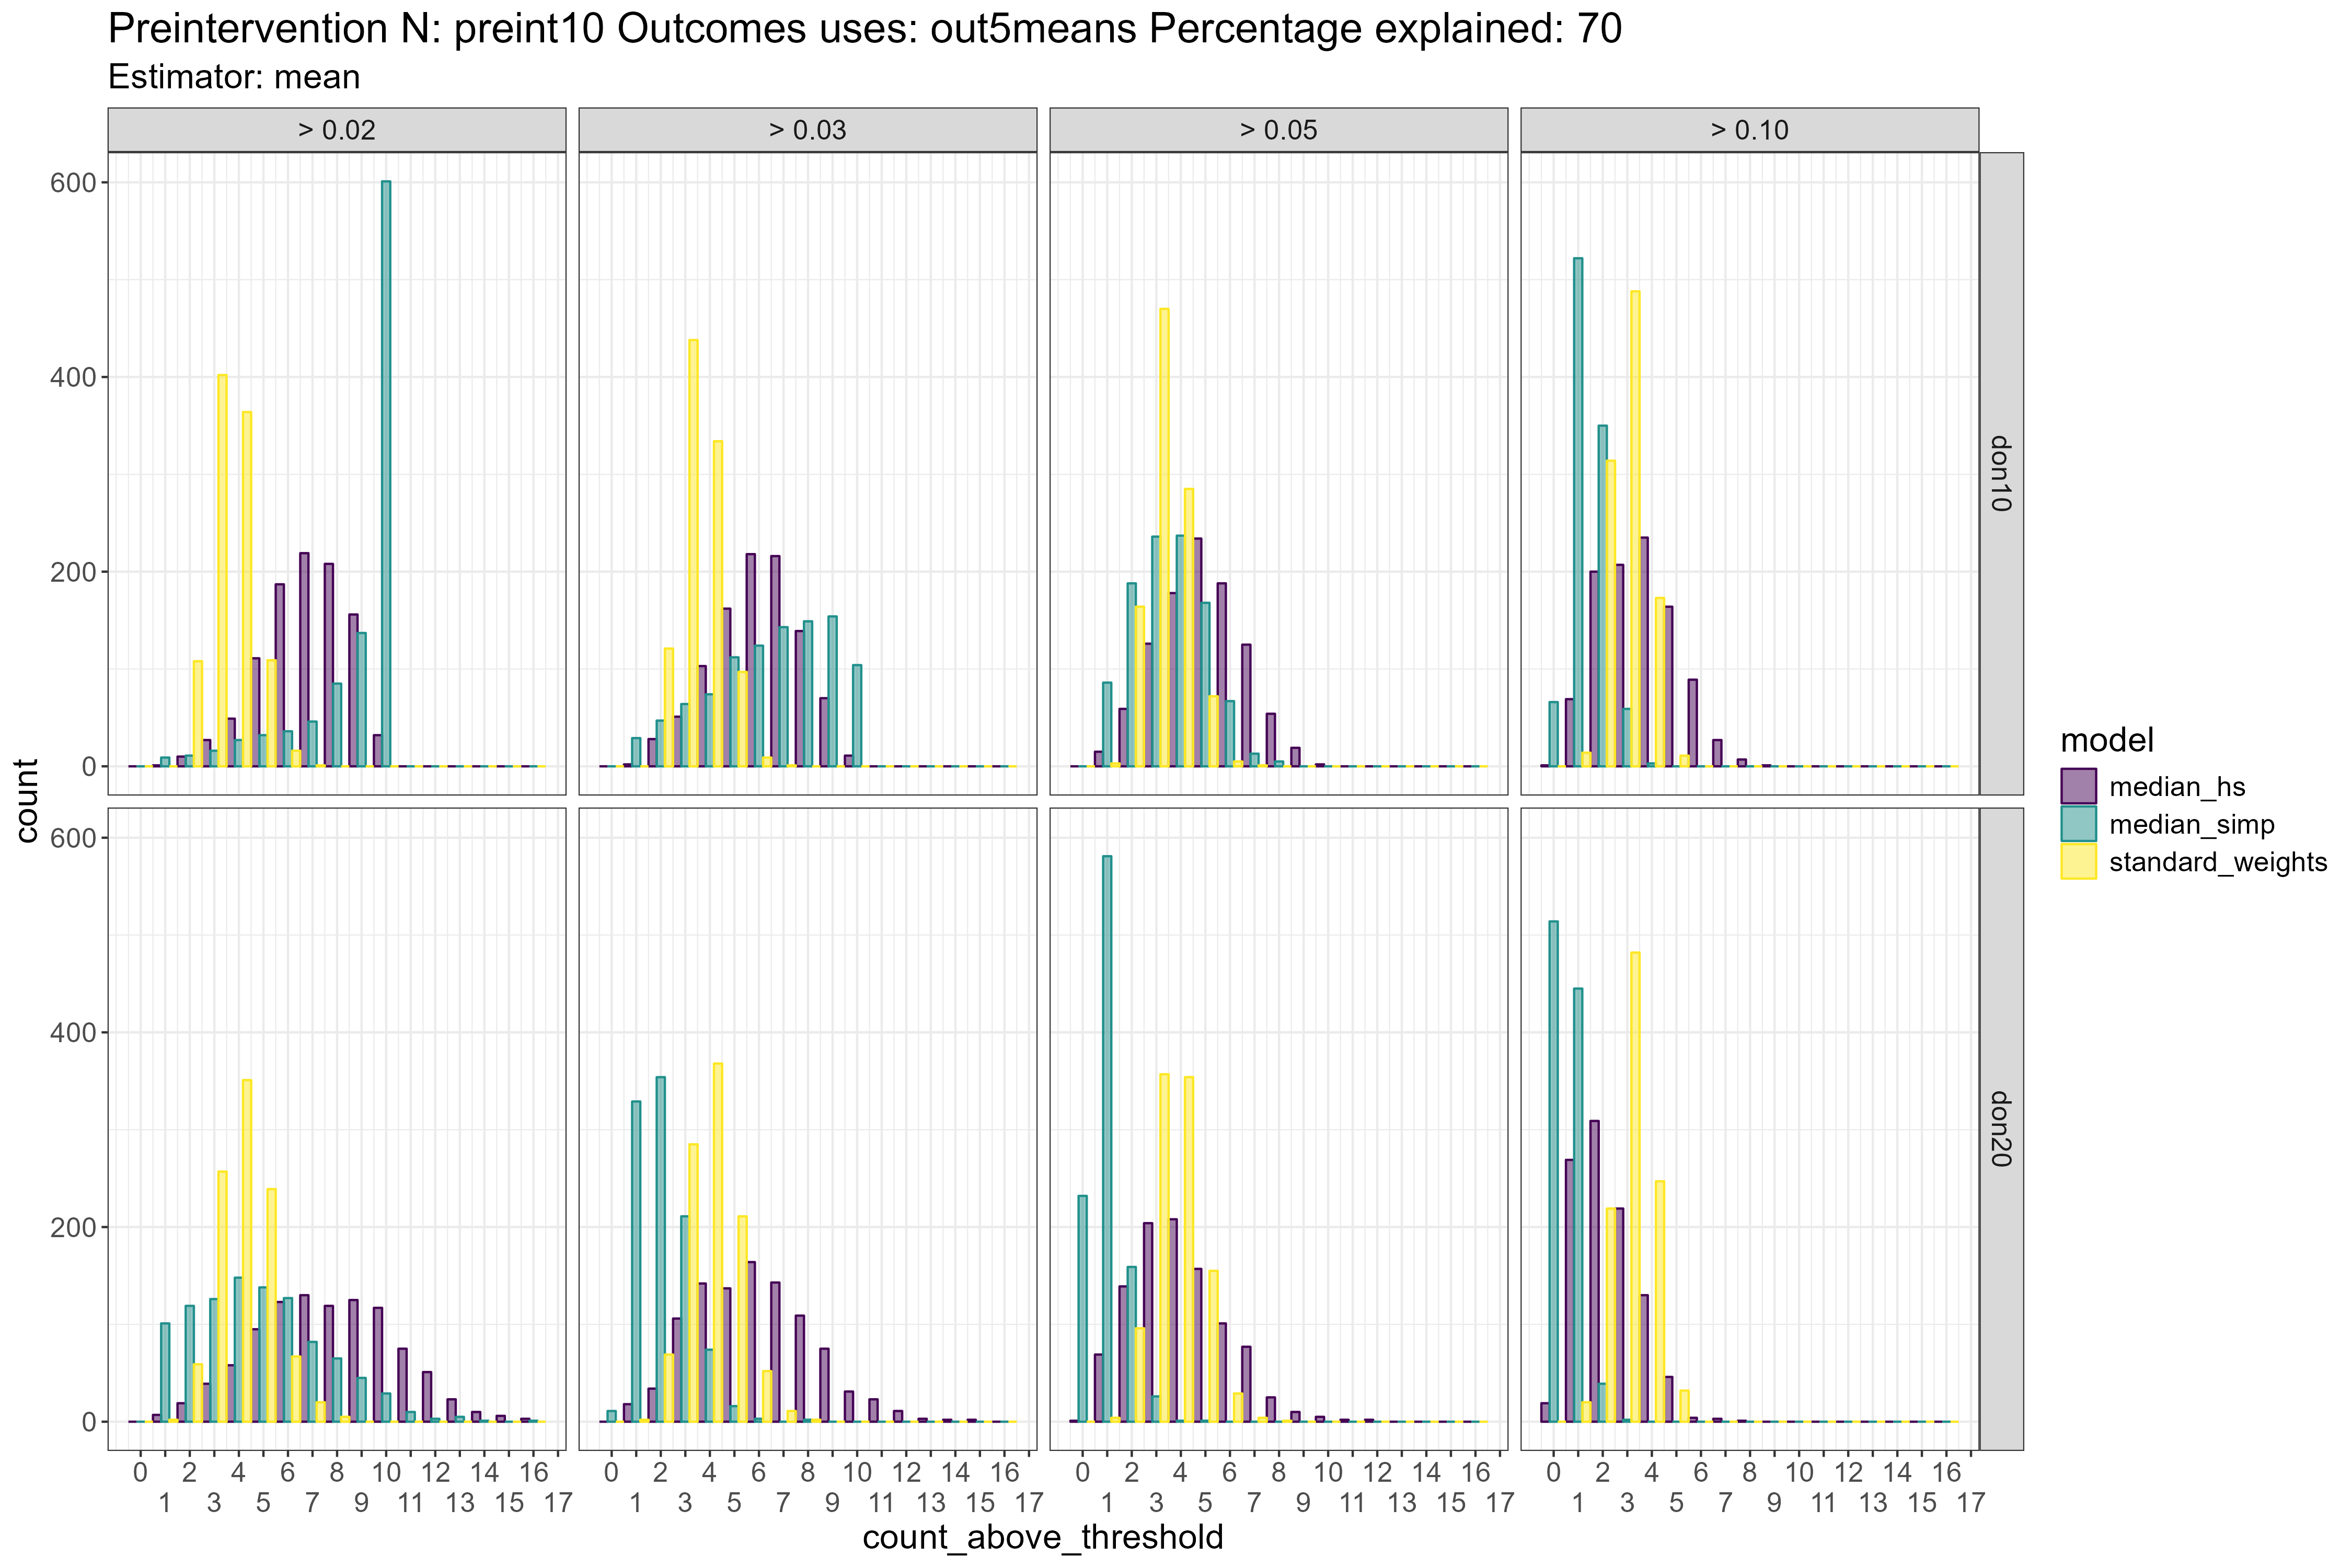 Preintervention N: preint10 Outcomes uses: out5means Percentage explained: 70
Estimator: mean
> 0.02 > 0.03 > 0.05 > 0.10
600
400
200
0
don10
count
600
400
200
0
don20
0 2 4 6 8 10 12 14 16 0 2 4 6 8 10 12 14 16 0 2 4 6 8 10 12 14 16 0 2 4 6 8 10 12 14 16
1 3 5 7 9 11 13 15 17 1 3 5 7 9 11 13 15 17 1 3 5 7 9 11 13 15 17 1 3 5 7 9 11 13 15 17
count_above_threshold
model
median_hs
median_simp
standard_weights